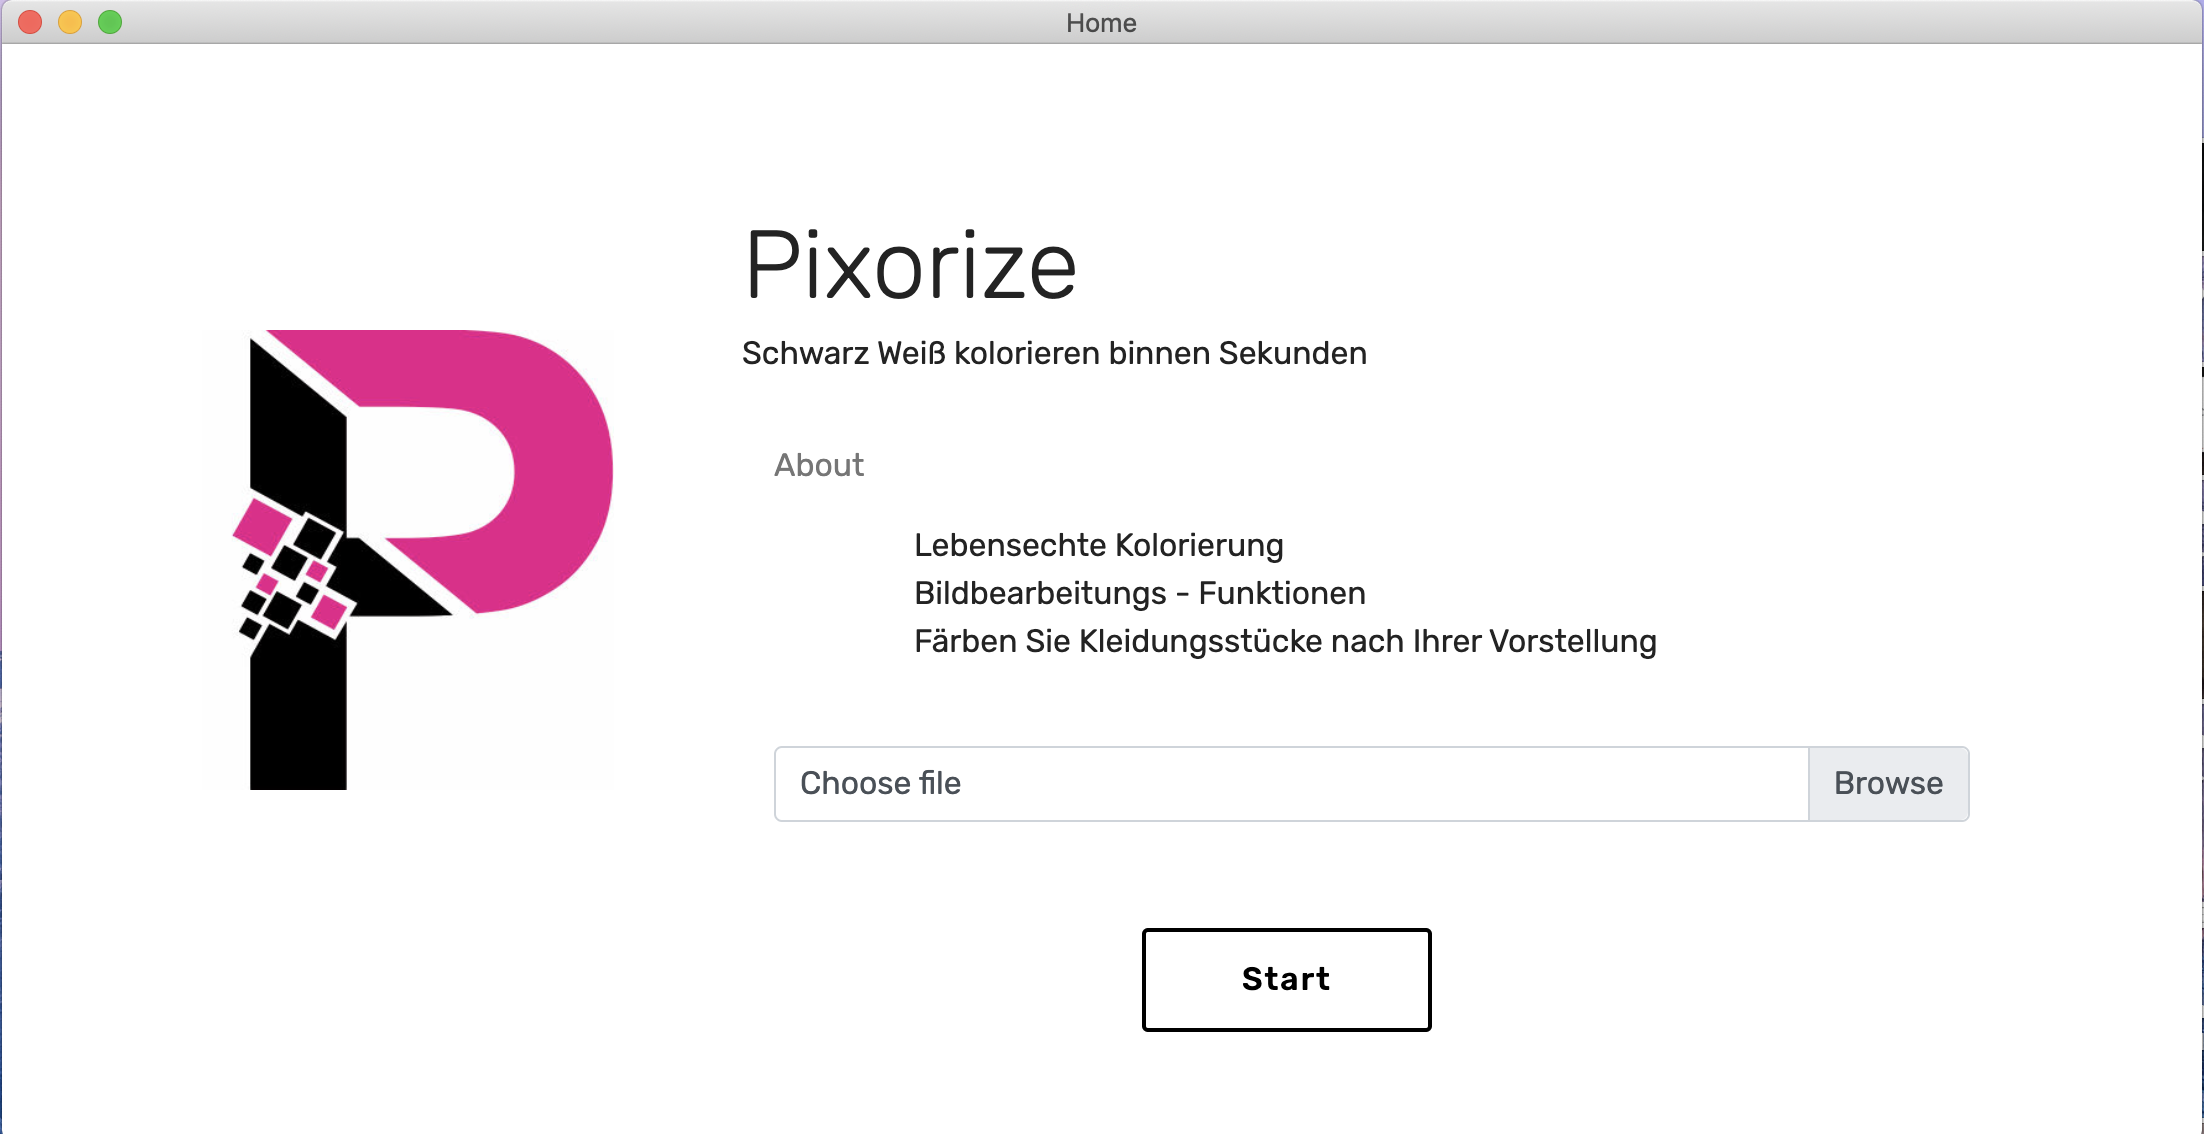 Home
Pixorize
Schwarz Weiß kolorieren binnen Sekunden
About
Lebensechte Kolorierung
Bildbearbeitungs - Funktionen
Färben Sie Kleidungsstücke nach Ihrer Vorstellung
Choose file
Browse
Start